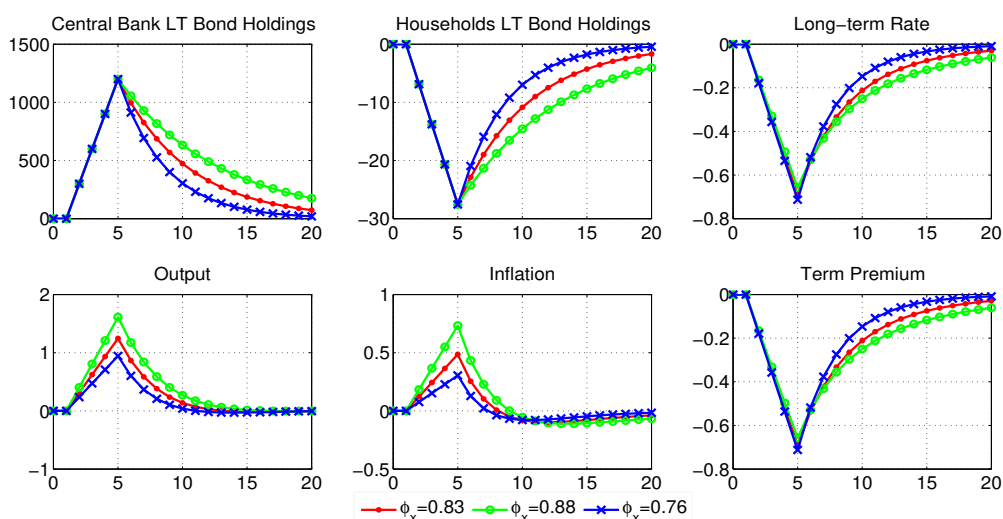 Central Bank LT Bond Holdings
Households LT Bond Holdings
Long−term Rate
1500
1000
500
0
0 5 10 15 20
0
−10
−20
−30
0 5 10 15 20
0
−0.2
−0.4
−0.6
−0.8
0 5 10 15 20
Output
Inflation
Term Premium
2
1
0
−1
0 5 10 15 20
1
0.5
0
−0.5
0 5 10 15 20
0
−0.2
−0.4
−0.6
−0.8
0 5 10 15 20
ϕx=0.83 ϕx=0.88 ϕx=0.76